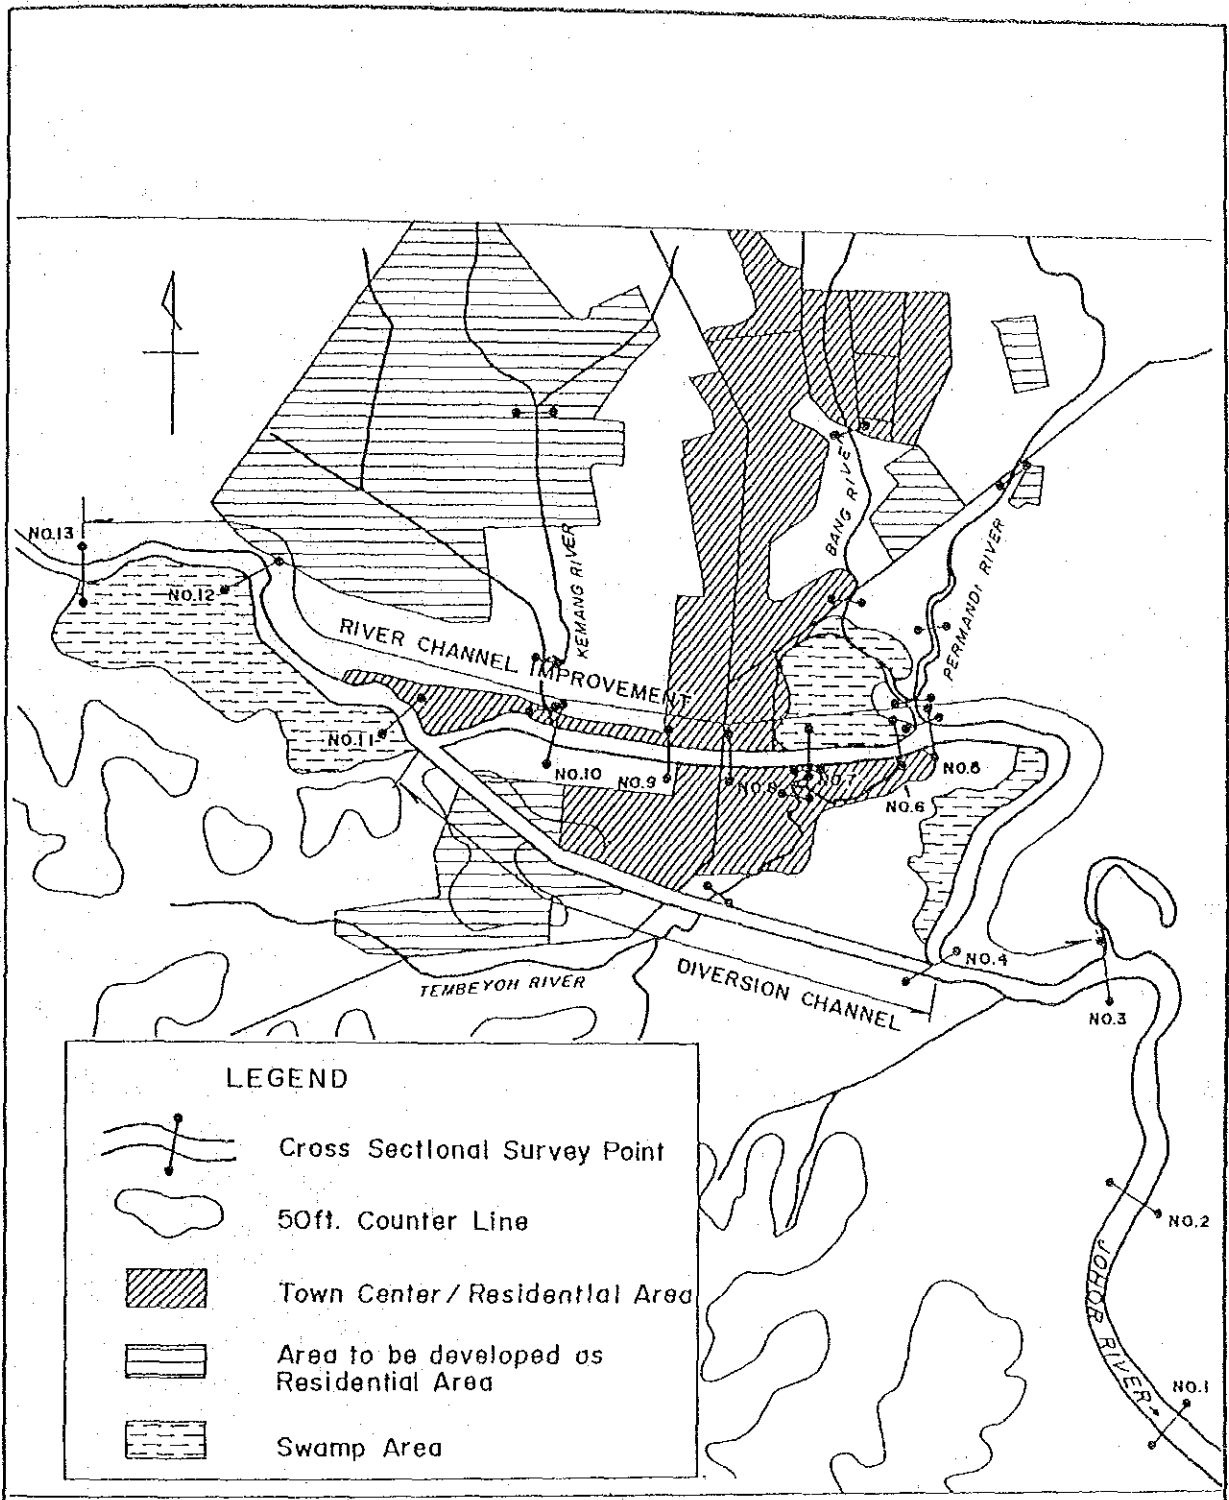 NO.13
NO.12
RIVER CHANNEL IMPROVEMENT
KEMANG RIVER
BANG RIVER
PERMANDI RIVER
NO.11
NO.10
NO.9
NO.8
NO.7
NO.6
NO.5
NO.4
NO.3
TEMBEYOH RIVER
DIVERSION CHANNEL
NO.2
JOHOR RIVER
NO.1
LEGEND
Cross Sectional Survey Point
50ft. Counter Line
Town Center / Residential Area
Area to be developed as
Residential Area
Swamp Area